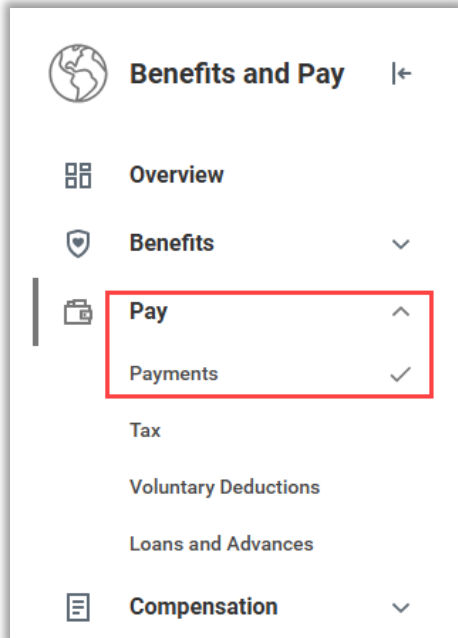 Benefits and Pay
Overview
Benefits
Pay
Payments
Tax
Voluntary Deductions
Loans and Advances
Compensation